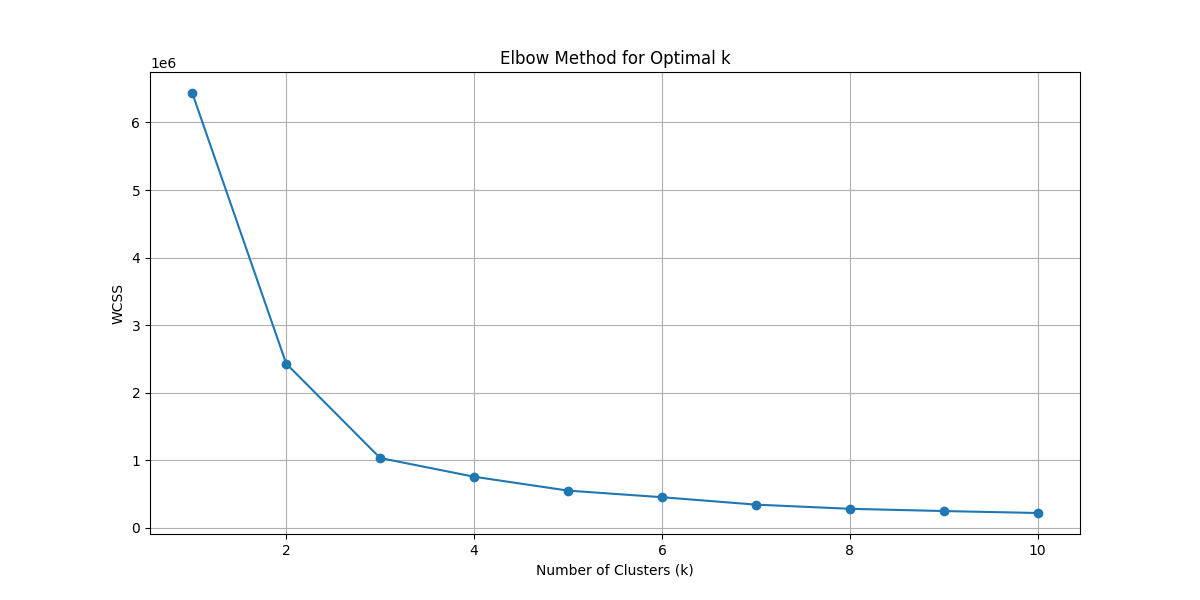 Elbow Method for Optimal k
1e6
6
5
4
3
2
1
0
WCSS
2 4 6 8 10
Number of Clusters (k)